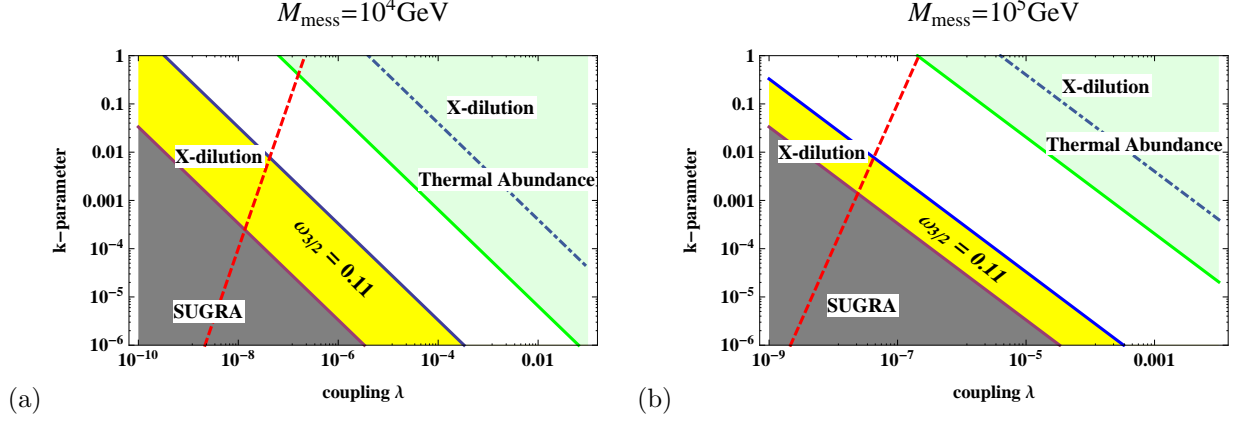 M_mess=10^4GeV
k-parameter
1
0.1
0.01
0.001
10^-4
10^-5
10^-6
X-dilution
X-dilution
Thermal Abundance
ω_3/2 = 0.11
SUGRA
10^-10
10^-8
10^-6
10^-4
0.01
coupling λ
(a)
M_mess=10^5GeV
k-parameter
1
0.1
0.01
0.001
10^-4
10^-5
10^-6
X-dilution
Thermal Abundance
X-dilution
ω_3/2 = 0.11
SUGRA
10^-9
10^-7
10^-5
0.001
coupling λ
(b)